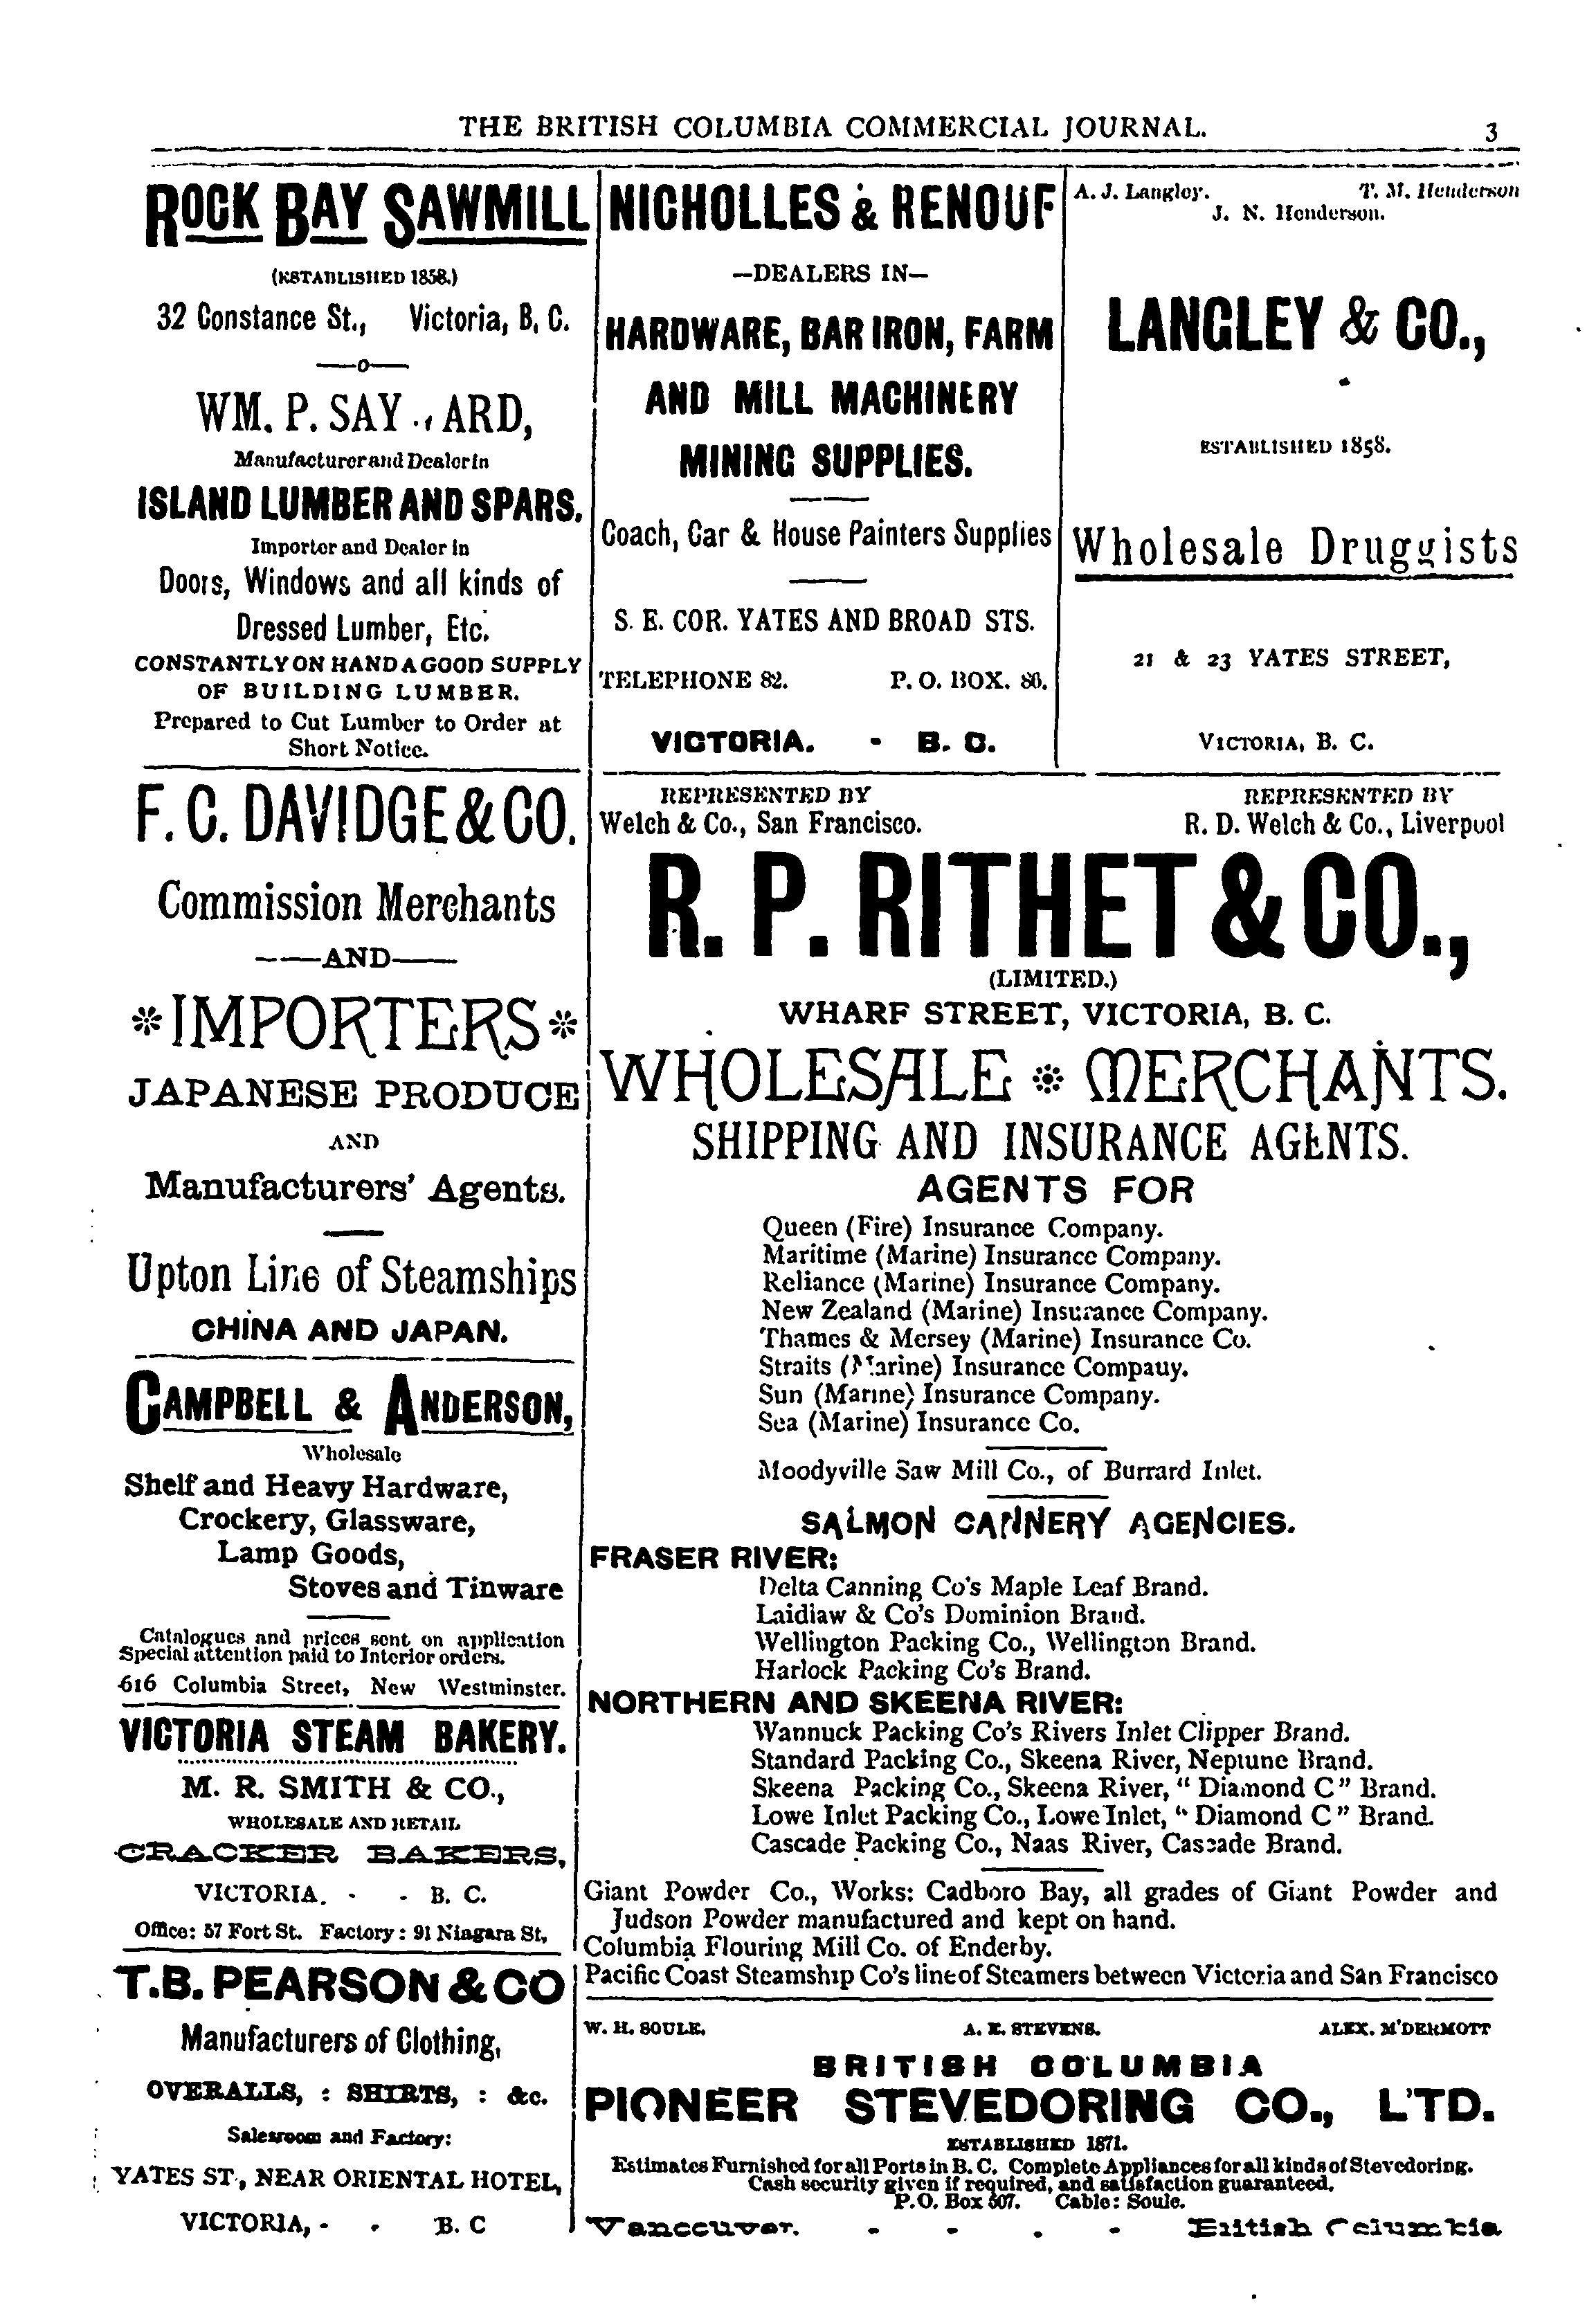 THE BRITISH COLUMBIA COMMERCIAL JOURNAL. 3
ROCK BAY SAWMILL
(ESTABLISHED 1858.)
32 Constance St., Victoria, B. C.
WM. P. SAY ARD,
Manufacturer and Dealer in
ISLAND LUMBER AND SPARS.
Importer and Dealer in
Doors, Windows and all kinds of
Dressed Lumber, Etc.
CONSTANTLY ON HAND A GOOD SUPPLY
OF BUILDING LUMBER.
Prepared to Cut Lumber to Order at
Short Notice.
F. C. DAVIDGE & CO.
Commission Merchants
——AND——
*IMPORTERS*
JAPANESE PRODUCE
AND
Manufacturers' Agents.
Upton Line of Steamships
CHINA AND JAPAN.
CAMPBELL & ANDERSON,
Wholesale
Shelf and Heavy Hardware,
Crockery, Glassware,
Lamp Goods,
Stoves and Tinware
Catalogues and prices sent on application
Special attention paid to Interior orders.
616 Columbia Street, New Westminster.
VICTORIA STEAM BAKERY.
M. R. SMITH & CO.,
WHOLESALE AND RETAIL
CRACKER BAKERS,
VICTORIA. - - B. C.
Office: 57 Fort St. Factory: 91 Niagara St,
T. B. PEARSON & CO
Manufacturers of Clothing,
OVERALLS, : SHIRTS, : &c.
Salesroom and Factory:
YATES ST., NEAR ORIENTAL HOTEL,
VICTORIA, - - B. C
NICHOLLES & RENOUF
—DEALERS IN—
HARDWARE, BAR IRON, FARM
AND MILL MACHINERY
MINING SUPPLIES.
Coach, Car & House Painters Supplies
S. E. COR. YATES AND BROAD STS.
TELEPHONE 82. P. O. BOX. 86.
VICTORIA. - B. C.
A. J. Langley. T. M. Henderson
J. N. Henderson.
LANGLEY & CO.,
ESTABLISHED 1858.
Wholesale Druggists
21 & 23 YATES STREET,
VICTORIA, B. C.
REPRESENTED BY REPRESENTED BY
Welch & Co., San Francisco. R. D. Welch & Co., Liverpool
R. P. RITHET & CO.,
(LIMITED.)
WHARF STREET, VICTORIA, B. C.
WHOLESALE * MERCHANTS.
SHIPPING AND INSURANCE AGENTS.
AGENTS FOR
Queen (Fire) Insurance Company.
Maritime (Marine) Insurance Company.
Reliance (Marine) Insurance Company.
New Zealand (Marine) Insurance Company.
Thames & Mersey (Marine) Insurance Co.
Straits (Marine) Insurance Compauy.
Sun (Marine) Insurance Company.
Sea (Marine) Insurance Co.
Moodyville Saw Mill Co., of Burrard Inlet.
SALMON CANNERY AGENCIES.
FRASER RIVER:
Delta Canning Co's Maple Leaf Brand.
Laidlaw & Co's Dominion Brand.
Wellington Packing Co., Wellington Brand.
Harlock Packing Co's Brand.
NORTHERN AND SKEENA RIVER:
Wannuck Packing Co's Rivers Inlet Clipper Brand.
Standard Packing Co., Skeena River, Neptune Brand.
Skeena Packing Co., Skeena River, " Diamond C " Brand.
Lowe Inlet Packing Co., Lowe Inlet, " Diamond C " Brand.
Cascade Packing Co., Naas River, Cascade Brand.
Giant Powder Co., Works: Cadboro Bay, all grades of Giant Powder and
Judson Powder manufactured and kept on hand.
Columbia Flouring Mill Co. of Enderby.
Pacific Coast Steamship Co's line of Steamers between Victoria and San Francisco
W. H. SOULE. A. E. STEVENS. ALEX. M'DERMOTT
BRITISH COLUMBIA
PIONEER STEVEDORING CO., L'TD.
ESTABLISHED 1871.
Estimates Furnished for all Ports in B. C. Complete Appliances for all kinds of Stevedoring.
Cash security given if required, and satisfaction guaranteed.
P.O. Box 507. Cable: Soule.
Vancouver. - - - - British Columbia